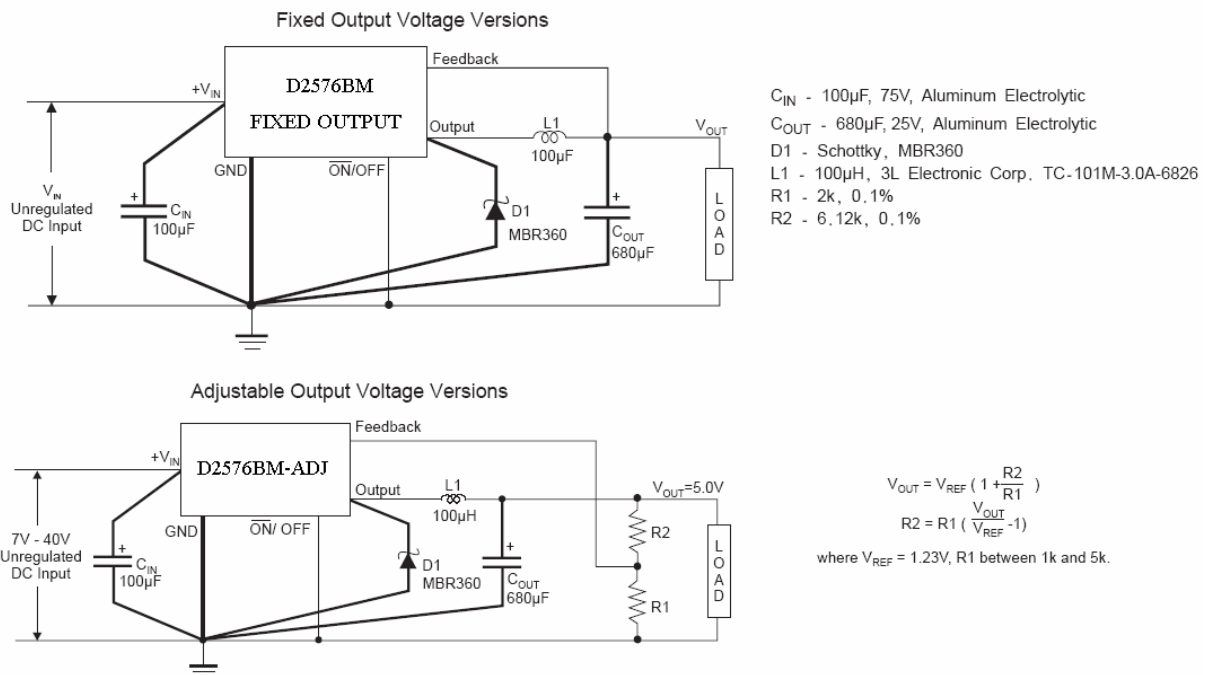 Fixed Output Voltage Versions
Feedback
+VIN
D2576BM
FIXED OUTPUT
Output
L1
100µF
VOUT
GND
ON/OFF
VIN
Unregulated
DC Input
+
CIN
100µF
D1
MBR360
+
COUT
680µF
LOAD
CIN - 100µF, 75V, Aluminum Electrolytic
COUT - 680µF, 25V, Aluminum Electrolytic
D1 - Schottky, MBR360
L1 - 100µH, 3L Electronic Corp. TC-101M-3.0A-6826
R1 - 2k, 0.1%
R2 - 6.12k, 0.1%
Adjustable Output Voltage Versions
Feedback
+VIN
D2576BM-ADJ
Output
L1
100µH
VOUT=5.0V
GND
ON/ OFF
7V - 40V
Unregulated
DC Input
+
CIN
100µF
D1
MBR360
+
COUT
680µF
R2
R1
LOAD
VOUT = VREF ( 1 + R2/R1 )
R2 = R1 ( VOUT/VREF -1)
where VREF = 1.23V, R1 between 1k and 5k.